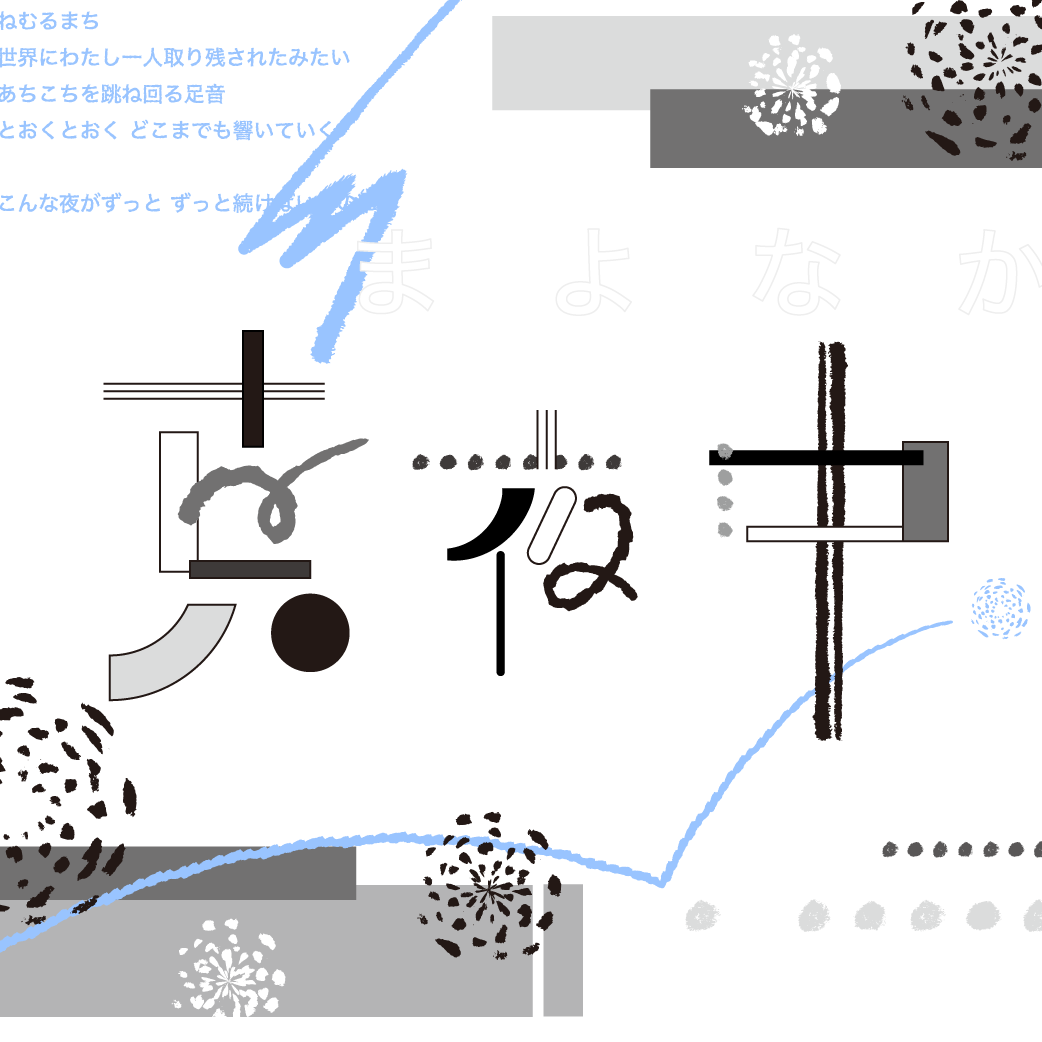 ねむるまち
世界にわたし一人取り残されたみたい
あちこちを跳ね回る足音
とおくとおく どこまでも響いていく
こんな夜がずっと ずっと続け
まよなか
真夜中